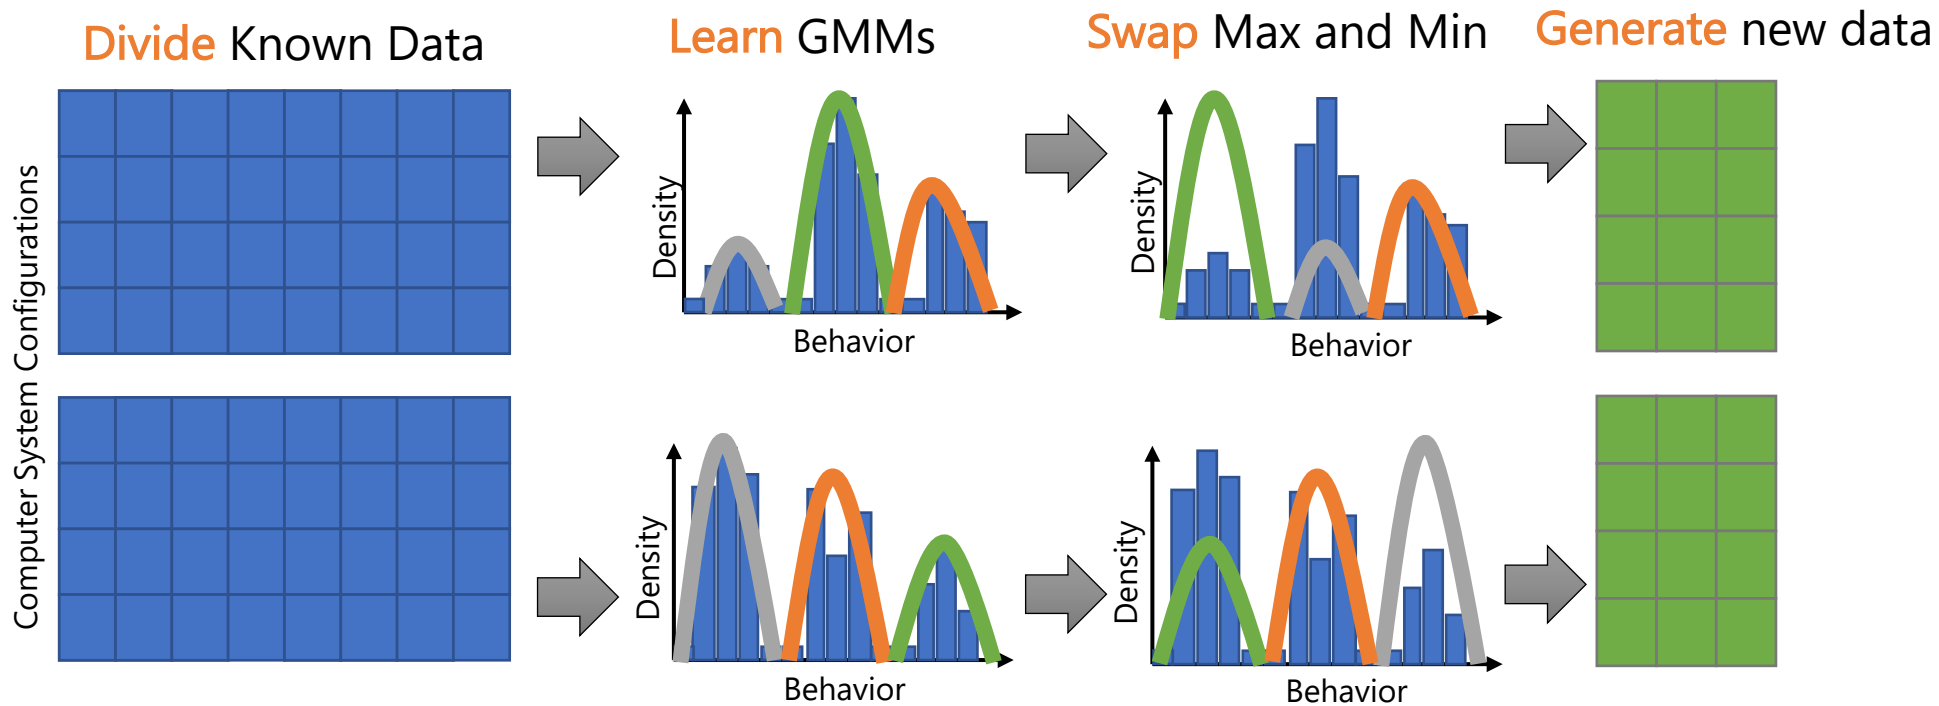 Divide Known Data
Learn GMMs
Swap Max and Min
Generate new data
Computer System Configurations
Density
Behavior
Density
Behavior
Density
Behavior
Density
Behavior